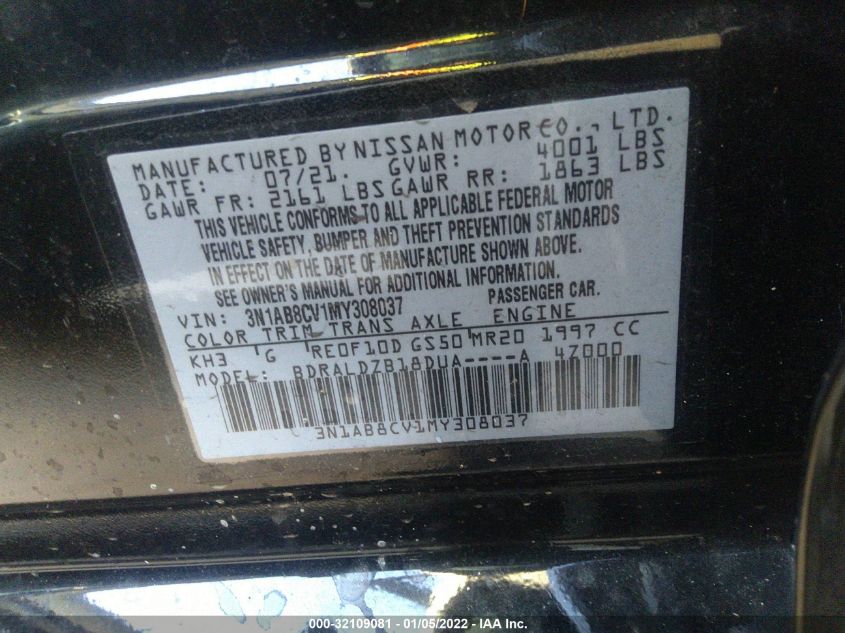 MANUFACTURED BY NISSAN MOTOR CO., LTD.
DATE: 07/21. GVWR: 4001 LBS
GAWR FR: 2161 LBS GAWR RR: 1863 LBS
THIS VEHICLE CONFORMS TO ALL APPLICABLE FEDERAL MOTOR
VEHICLE SAFETY, BUMPER AND THEFT PREVENTION STANDARDS
IN EFFECT ON THE DATE OF MANUFACTURE SHOWN ABOVE.
SEE OWNER'S MANUAL FOR ADDITIONAL INFORMATION.
VIN: 3N1AB8CV1MY308037 PASSENGER CAR.
COLOR TRIM TRANS AXLE ENGINE
KH3 G RE0F10D GS50 MR20 1997 CC
MODEL: BDRALDZB18DUA----A 4Z000
3N1AB8CV1MY308037
000-32109081 - 01/05/2022 - IAA Inc.